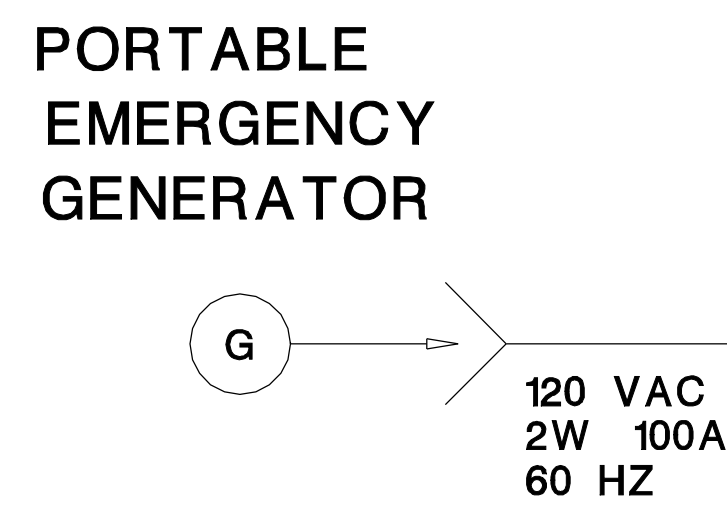 PORTABLE
EMERGENCY
GENERATOR
G
120 VAC
2W 100A
60 HZ